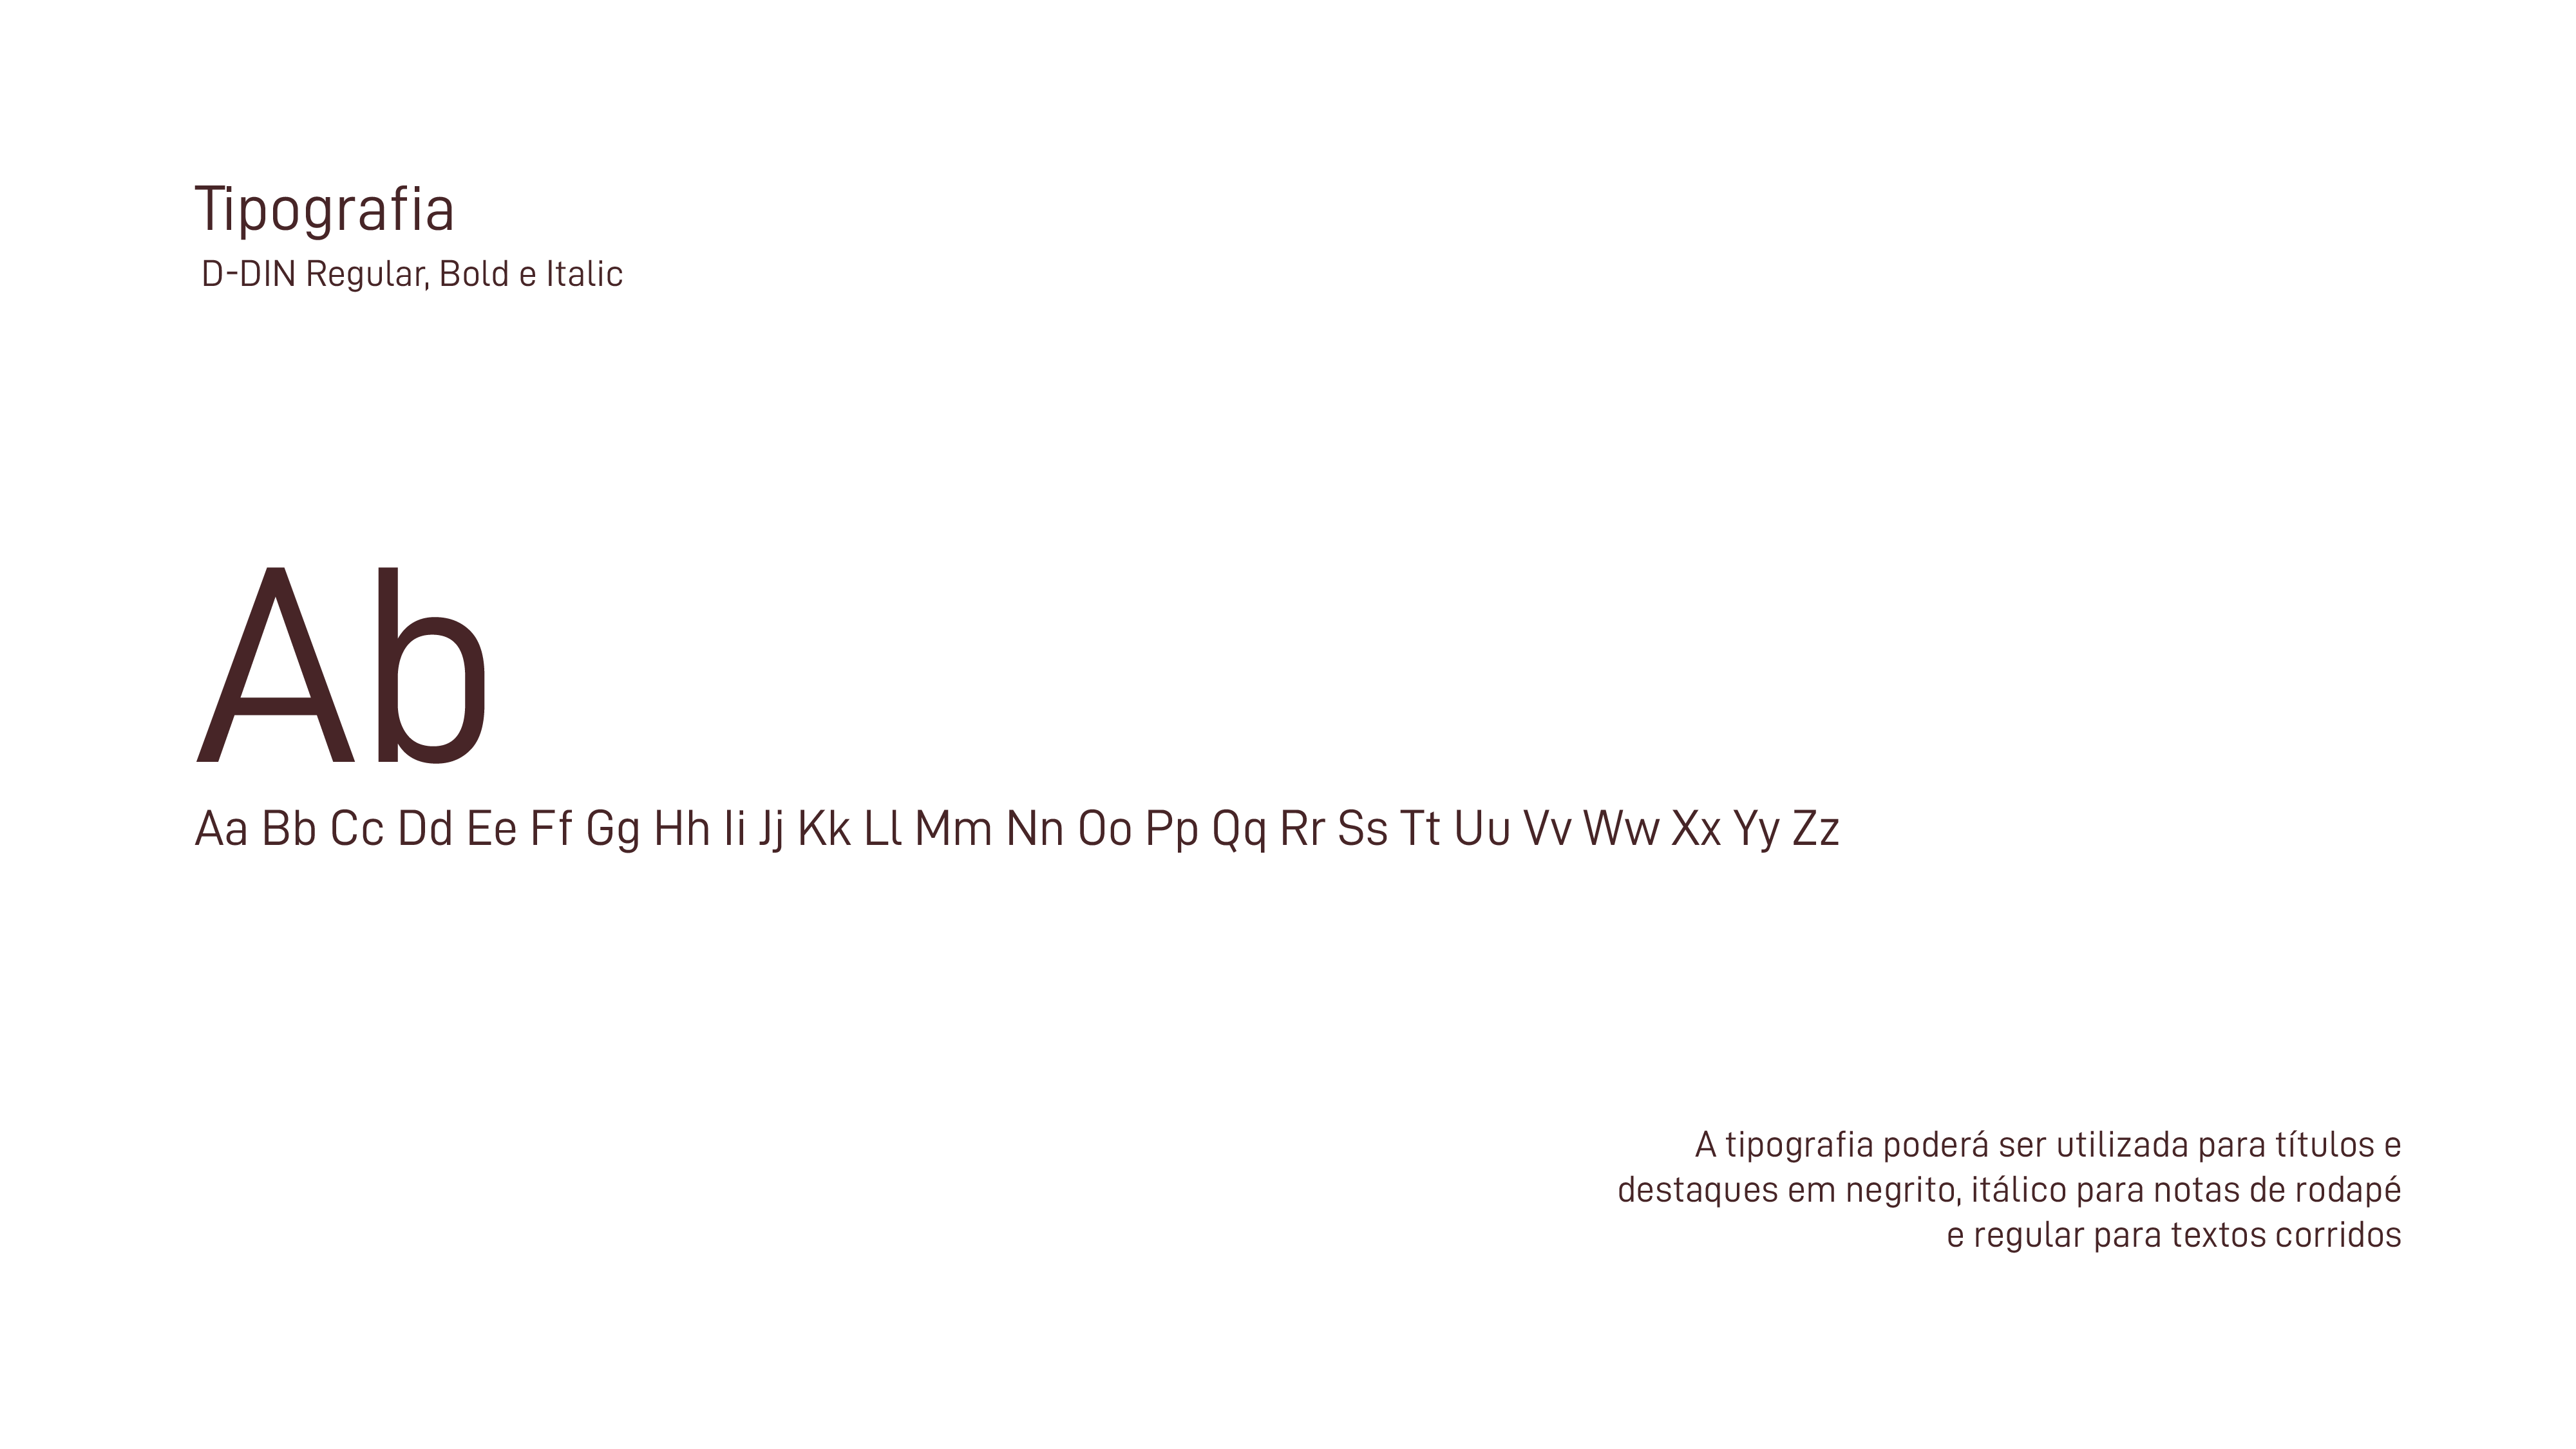 Tipografia
D-DIN Regular, Bold e Italic
Ab
Aa Bb Cc Dd Ee Ff Gg Hh Ii Jj Kk Ll Mm Nn Oo Pp Qq Rr Ss Tt Uu Vv Ww Xx Yy Zz
A tipografia poderá ser utilizada para títulos e
destaques em negrito, itálico para notas de rodapé
e regular para textos corridos